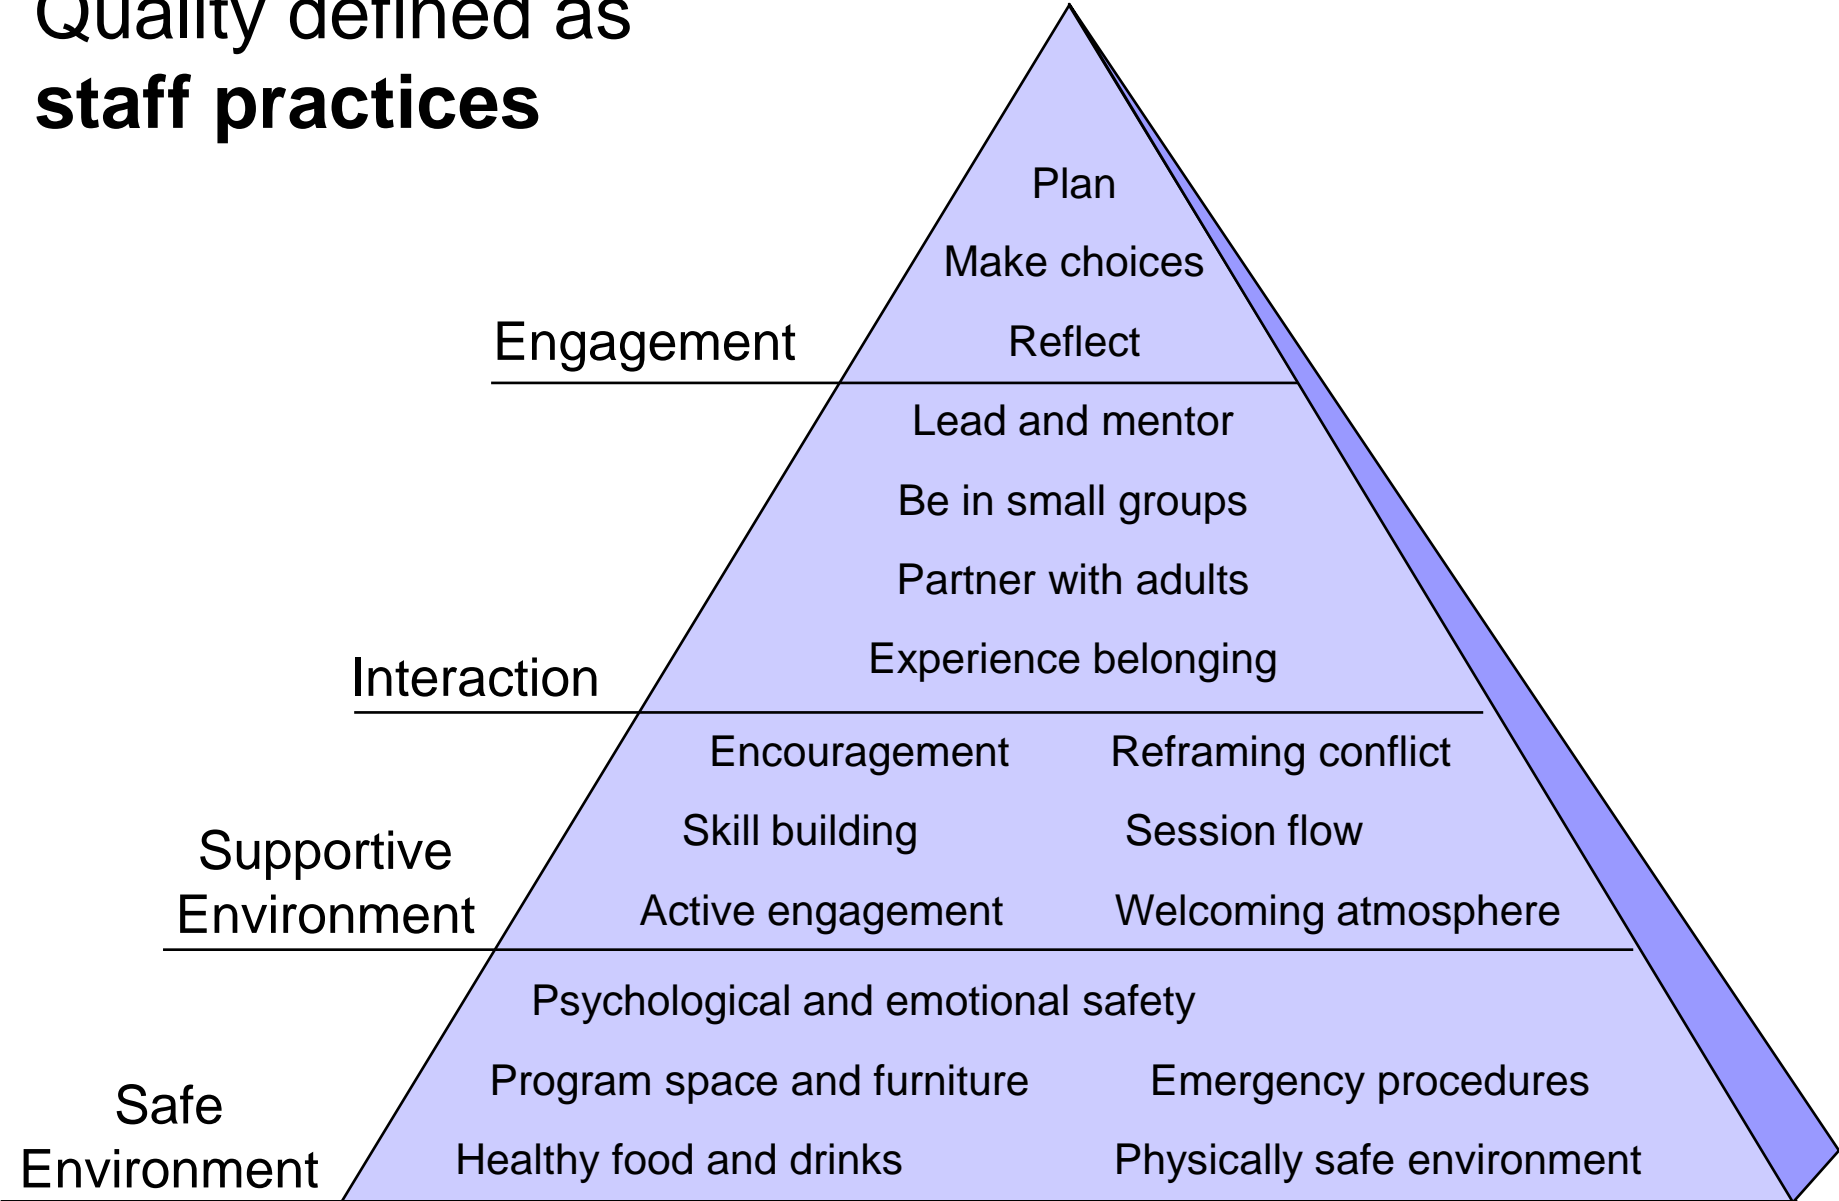 Quality defined as
staff practices
Plan
Make choices
Reflect
Engagement
Lead and mentor
Be in small groups
Partner with adults
Experience belonging
Interaction
Encouragement Reframing conflict
Skill building Session flow
Active engagement Welcoming atmosphere
Supportive
Environment
Psychological and emotional safety
Program space and furniture Emergency procedures
Healthy food and drinks Physically safe environment
Safe
Environment